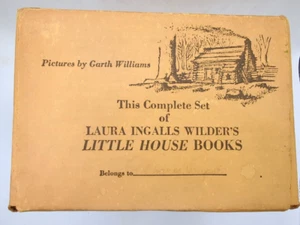 Pictures by Garth Williams
This Complete Set
of
LAURA INGALLS WILDER'S
LITTLE HOUSE BOOKS
Belongs to